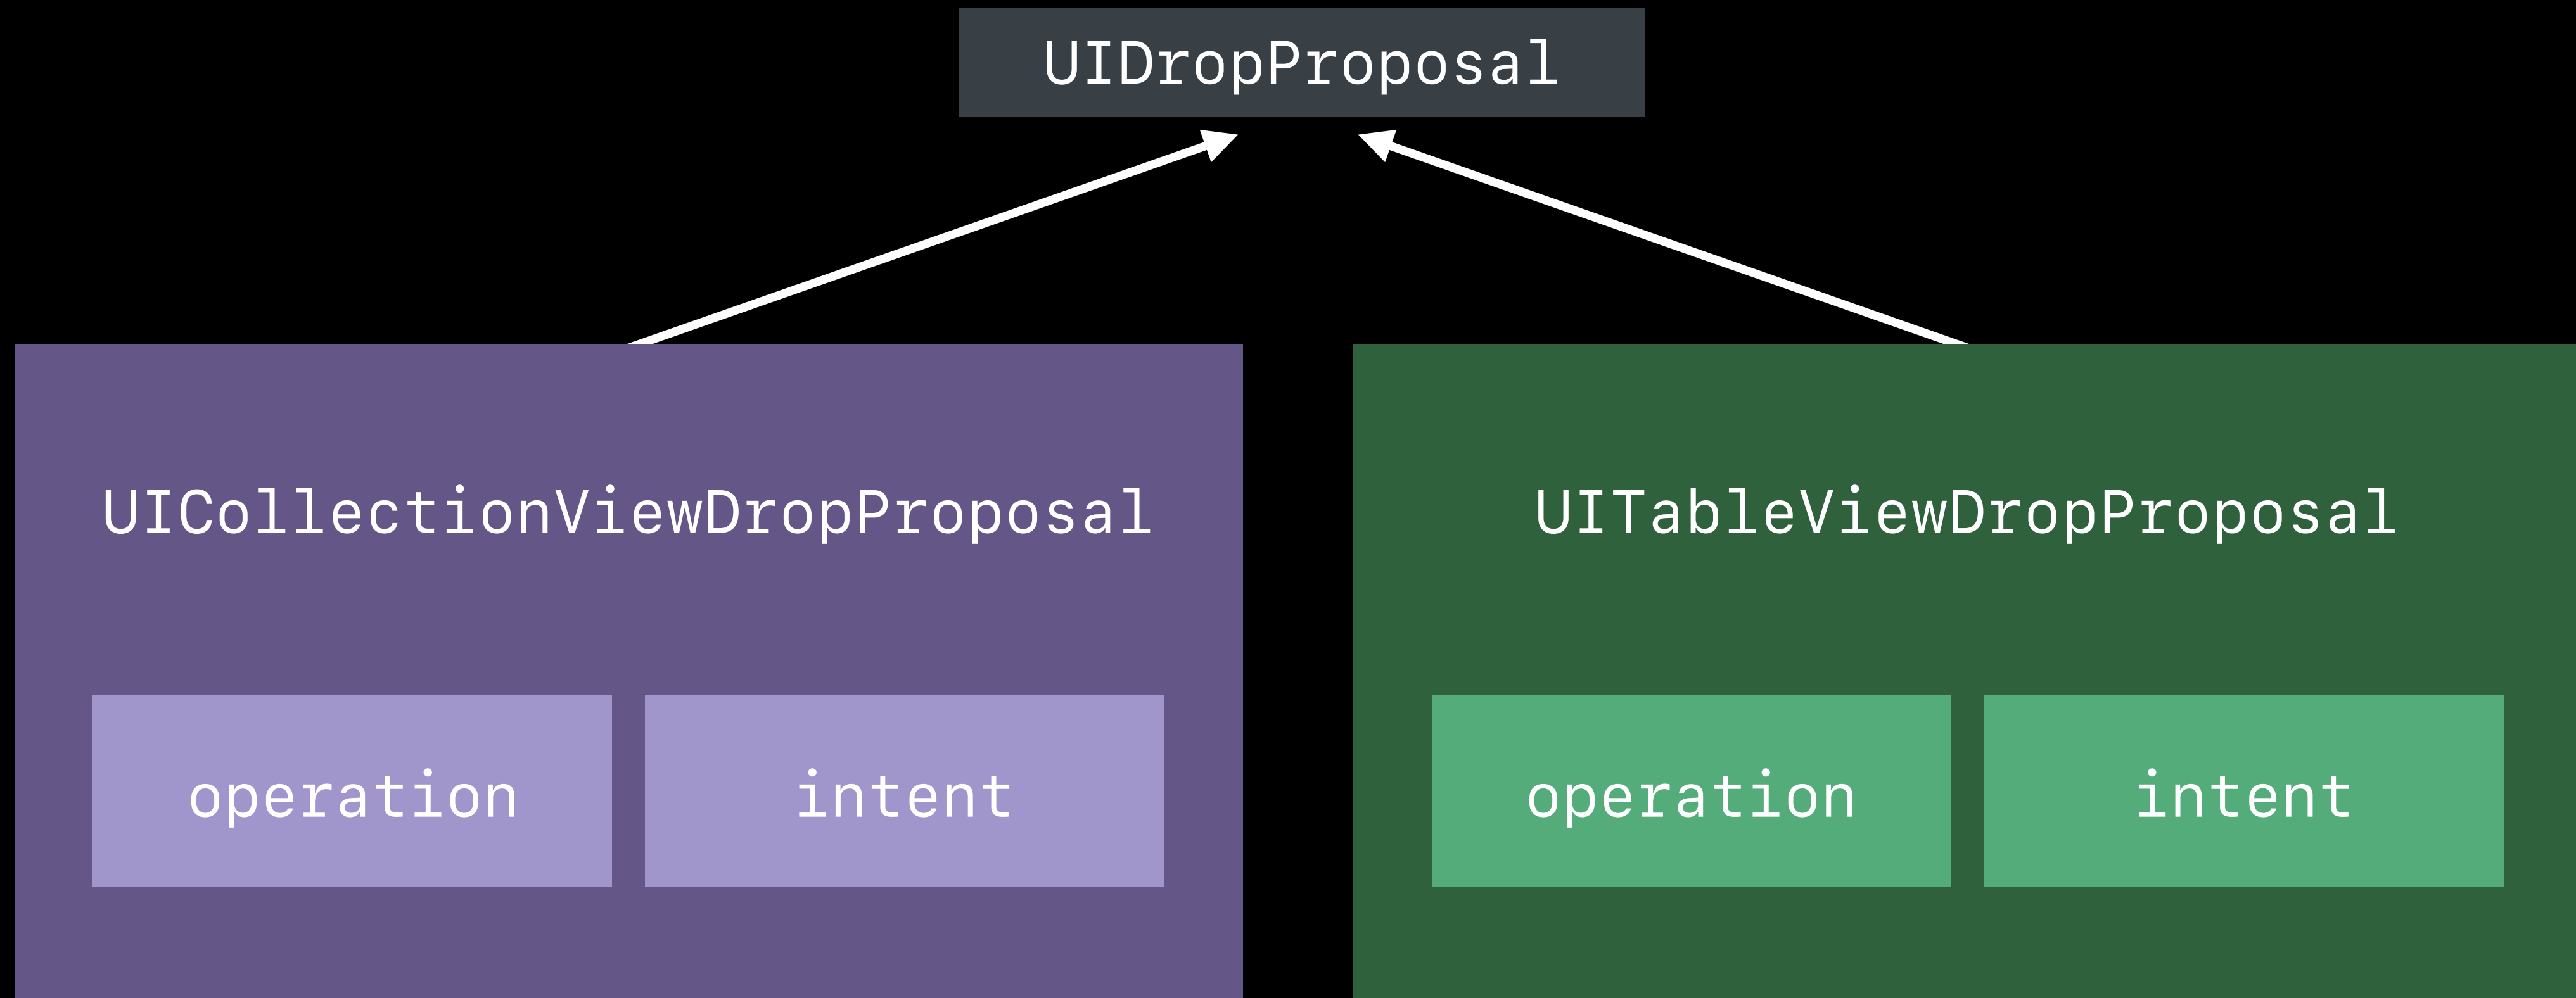 UIDropProposal
UICollectionViewDropProposal
operation
intent
UITableViewDropProposal
operation
intent